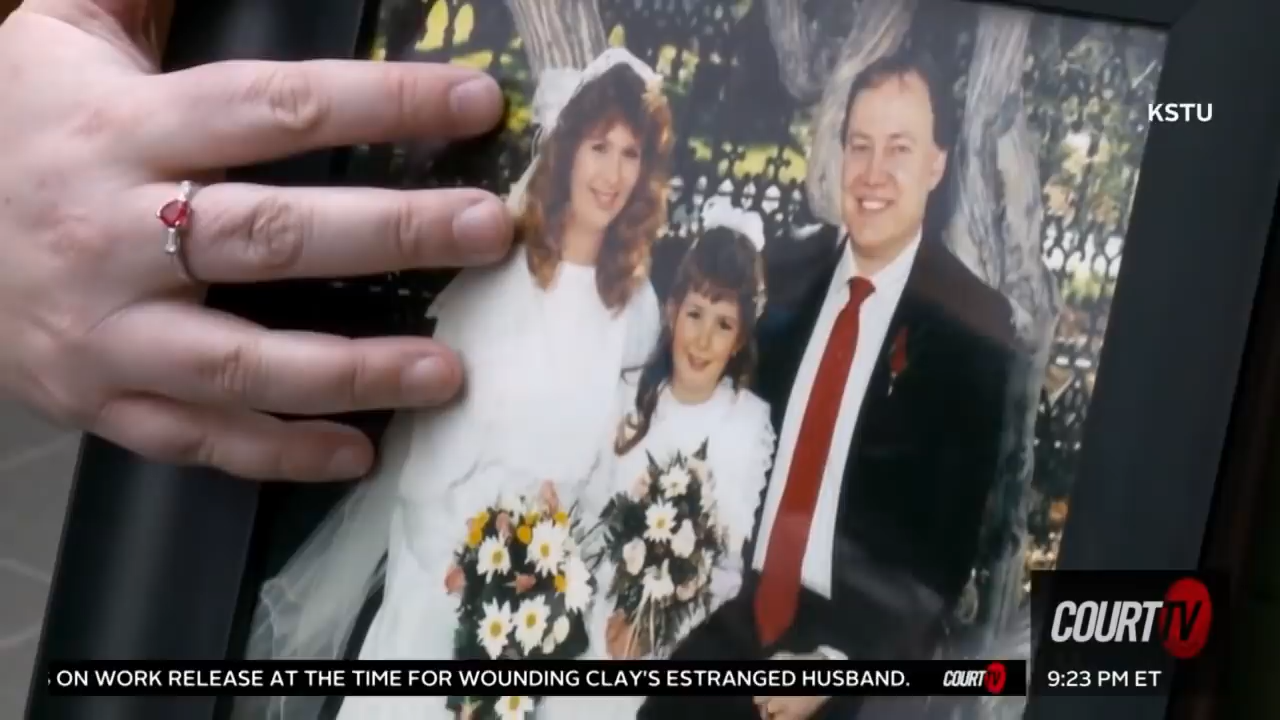 KSTU
COURT TV
ON WORK RELEASE AT THE TIME FOR WOUNDING CLAY'S ESTRANGED HUSBAND.
COURT TV
9:23 PM ET